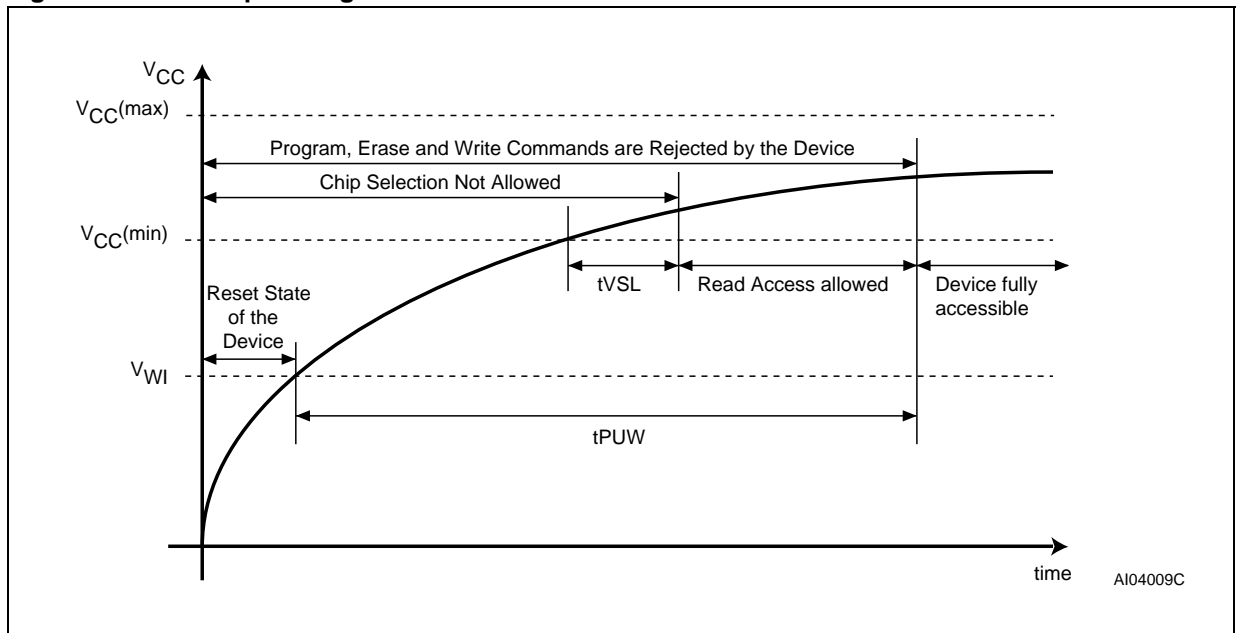 VCC
VCC(max)
Program, Erase and Write Commands are Rejected by the Device
Chip Selection Not Allowed
VCC(min)
tVSL
Read Access allowed
Device fully
accessible
Reset State
of the
Device
VWI
tPUW
time
AI04009C